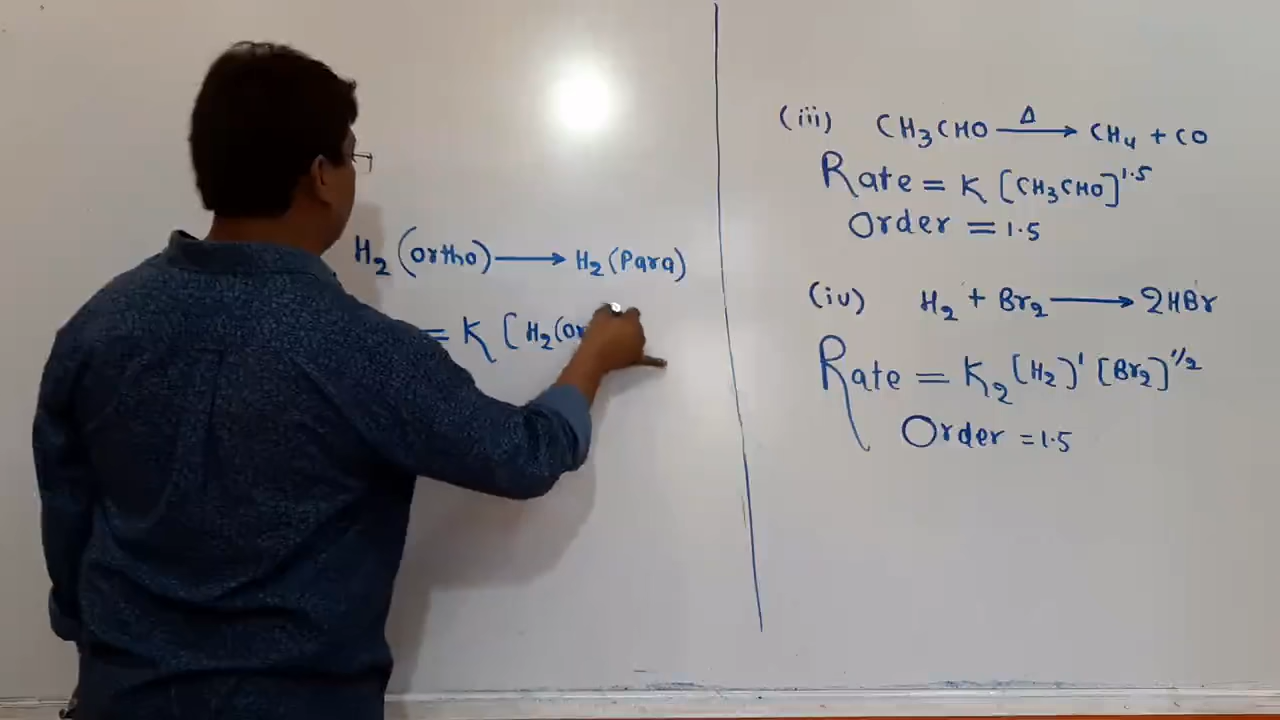 H₂ (Ortho) ⟶ H₂ (Para)
= K [H₂(Or
(iii) CH₃CHO —Δ→ CH₄ + CO
Rate = K [CH₃CHO]¹·⁵
Order = 1.5
(iv) H₂ + Br₂ ⟶ 2HBr
Rate = K₂ [H₂]¹ [Br₂]¹/²
Order = 1.5